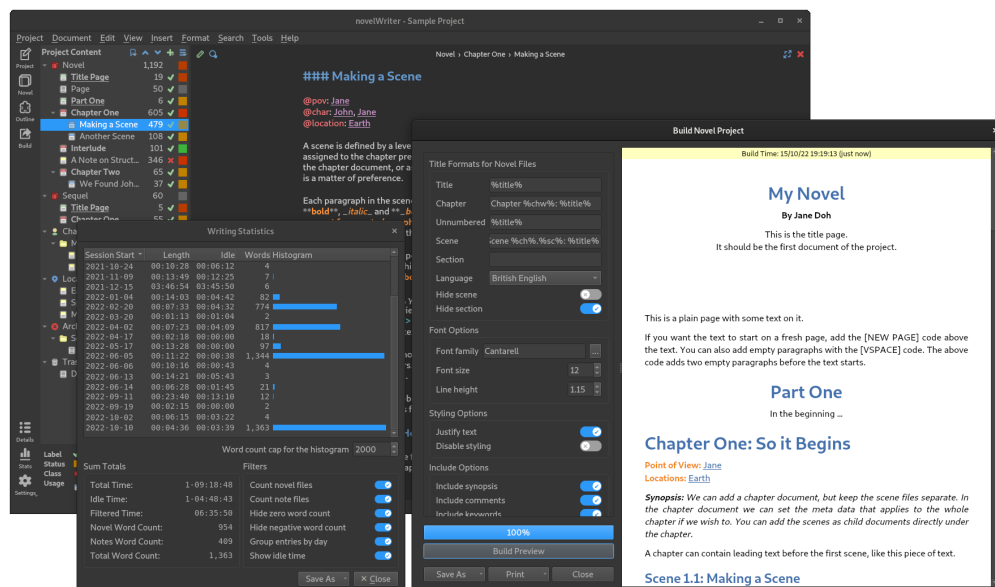 novelWriter - Sample Project
Project Document Edit View Insert Format Search Tools Help
Project
Novel
Outline
Build
Details
Stats
Settings
Project Content
Novel 1,192
Title Page 19
Page 50
Part One 6
Chapter One 605
Making a Scene 479
Another Scene 108
Interlude 101
A Note on Struct... 346
Chapter Two 65
We Found Joh... 37
Sequel 60
Title Page 5
Chapter One 55
Cha
M
Loc
E
S
M
Arc
S
Tra
D
Label
Status
Class
Usage
Novel › Chapter One › Making a Scene
### Making a Scene
@pov: Jane
@char: John, Jane
@location: Earth
A scene is defined by a leve
assigned to the chapter pre
the chapter document, or a
is a matter of preference.
Each paragraph in the scen
**bold**, _italic_ and **_b
Writing Statistics
Session Start Length Idle Words Histogram
2021-10-24 00:10:28 00:06:12 4
2021-11-09 00:13:49 00:12:25 7
2021-12-15 03:46:54 03:45:50 6
2022-01-04 00:14:03 00:04:42 82
2022-02-20 00:07:33 00:04:32 774
2022-03-20 00:01:13 00:01:04 2
2022-04-02 00:07:23 00:04:09 817
2022-04-17 00:02:18 00:00:00 18
2022-05-28 00:13:17 00:00:00 97
2022-06-05 00:11:22 00:00:38 1,344
2022-06-06 00:10:16 00:00:43 4
2022-06-13 00:14:21 00:05:43 3
2022-06-14 00:06:28 00:01:45 21
2022-09-11 00:23:40 00:13:10 12
2022-09-19 00:02:15 00:00:00 2
2022-10-02 00:06:15 00:03:22 4
2022-10-10 00:04:36 00:03:39 1,363
Word count cap for the histogram 2000
Sum Totals
Total Time: 1-09:18:48
Idle Time: 1-04:48:43
Filtered Time: 06:35:50
Novel Word Count: 954
Notes Word Count: 409
Total Word Count: 1,363
Filters
Count novel files
Count note files
Hide zero word count
Hide negative word count
Group entries by day
Show idle time
Save As
Close
Build Novel Project
Title Formats for Novel Files
Title %title%
Chapter Chapter %chw%: %title%
Unnumbered %title%
Scene cene %ch%.%sc%: %title%
Section
Language British English
Hide scene
Hide section
Font Options
Font family Cantarell ...
Font size 12
Line height 1.15
Styling Options
Justify text
Disable styling
Include Options
Include synopsis
Include comments
Include keywords
100%
Build Preview
Save As Print Close
Build Time: 15/10/22 19:19:13 (just now)
My Novel
By Jane Doh
This is the title page.
It should be the first document of the project.
This is a plain page with some text on it.
If you want the text to start on a fresh page, add the [NEW PAGE] code above
the text. You can also add empty paragraphs with the [VSPACE] code. The above
code adds two empty paragraphs before the text starts.
Part One
In the beginning ...
Chapter One: So it Begins
Point of View: Jane
Locations: Earth
Synopsis: We can add a chapter document, but keep the scene files separate. In
the chapter document we can set the meta data that applies to the whole
chapter if we wish to. You can add the scenes as child documents directly under
the chapter.
A chapter can contain leading text before the first scene, like this piece of text.
Scene 1.1: Making a Scene